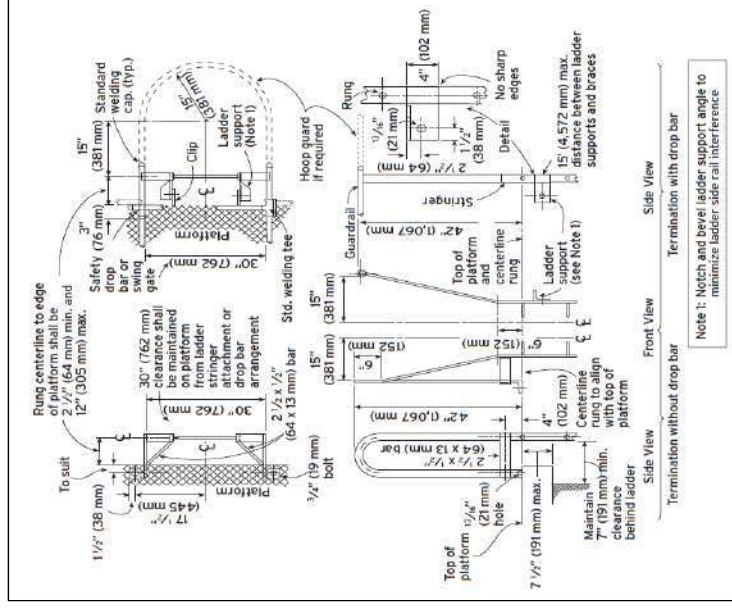 Rung centerline to edge
of platform shall be
2 1/2" (64 mm) min. and
12" (305 mm) max.
To suit
1 1/2" (38 mm)
17 1/2"
(445 mm)
Platform
3/4" (19 mm)
bolt
30" (762 mm)
30" (762 mm)
clearance shall
be maintained
on platform
from ladder
stringer
attachment or
drop bar
arrangement
2 1/2 x 1/2"
(64 x 13 mm) bar
3"
(76 mm)
Safety
drop
bar or
swing
gate
30" (762 mm)
Platform
Std. welding tee
15"
(381 mm)
Standard
welding
cap. (typ.)
15"
(381 mm)
Clip
Ladder
support
(Note 1)
Hoop guard
if required
Top of
platform
13/16"
(21 mm)
hole
7 1/2" (191 mm) max.
2 1/2 x 1/2"
(64 x 13 mm) bar
42" (1,067 mm)
4"
(102 mm)
Maintain
7" (191 mm) min.
clearance
behind ladder
Centerline
rung to align
with top of
platform
6"
(152 mm)
15"
(381 mm)
15"
(381 mm)
6"
(152 mm)
Guardrail
42" (1,067 mm)
Top of
platform
and
centerline
rung
Ladder
support
(see Note 1)
Stringer
2 1/2" (64 mm)
Rung
13/16"
(21 mm)
4"
(102 mm)
1 1/2"
(38 mm)
No sharp
edges
Detail
15' (4,572 mm) max.
distance between ladder
supports and braces
Side View
Front View
Side View
Termination without drop bar
Termination with drop bar
Note 1: Notch and bevel ladder support angle to
minimize ladder side rail interference